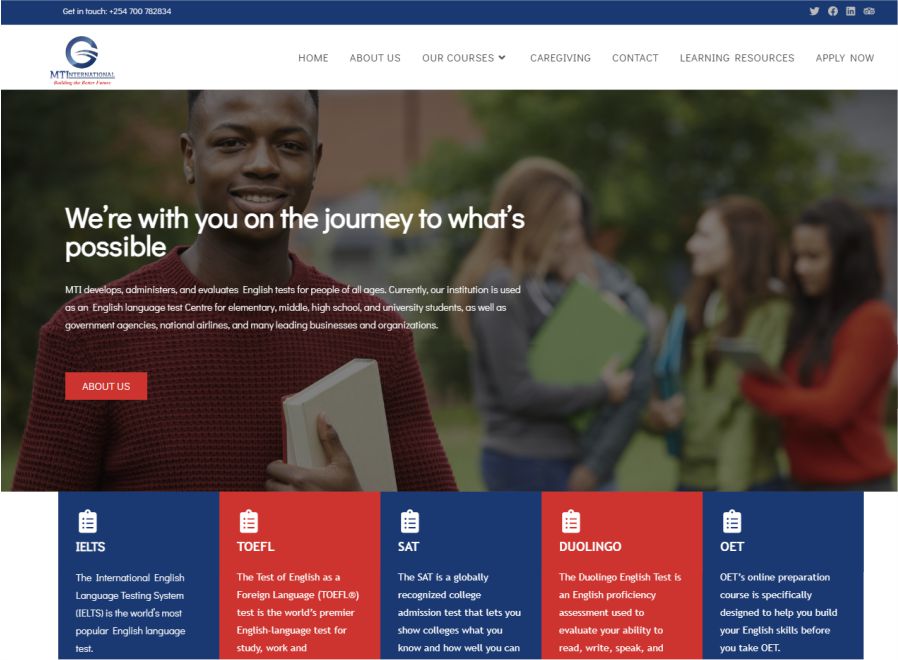 Get in touch: +254 700 782834
MTINTERNATIONAL
Building the Better Future
HOME ABOUT US OUR COURSES CAREGIVING CONTACT LEARNING RESOURCES APPLY NOW
We're with you on the journey to what's
possible
MTI develops, administers, and evaluates English tests for people of all ages. Currently, our institution is used
as an English language test Centre for elementary, middle, high school, and university students, as well as
government agencies, national airlines, and many leading businesses and organizations.
ABOUT US
IELTS
The International English
Language Testing System
(IELTS) is the world's most
popular English language
test.
TOEFL
The Test of English as a
Foreign Language (TOEFL®)
test is the world's premier
English-language test for
study, work and
SAT
The SAT is a globally
recognized college
admission test that lets you
show colleges what you
know and how well you can
DUOLINGO
The Duolingo English Test is
an English proficiency
assessment used to
evaluate your ability to
read, write, speak, and
OET
OET's online preparation
course is specifically
designed to help you build
your English skills before
you take OET.